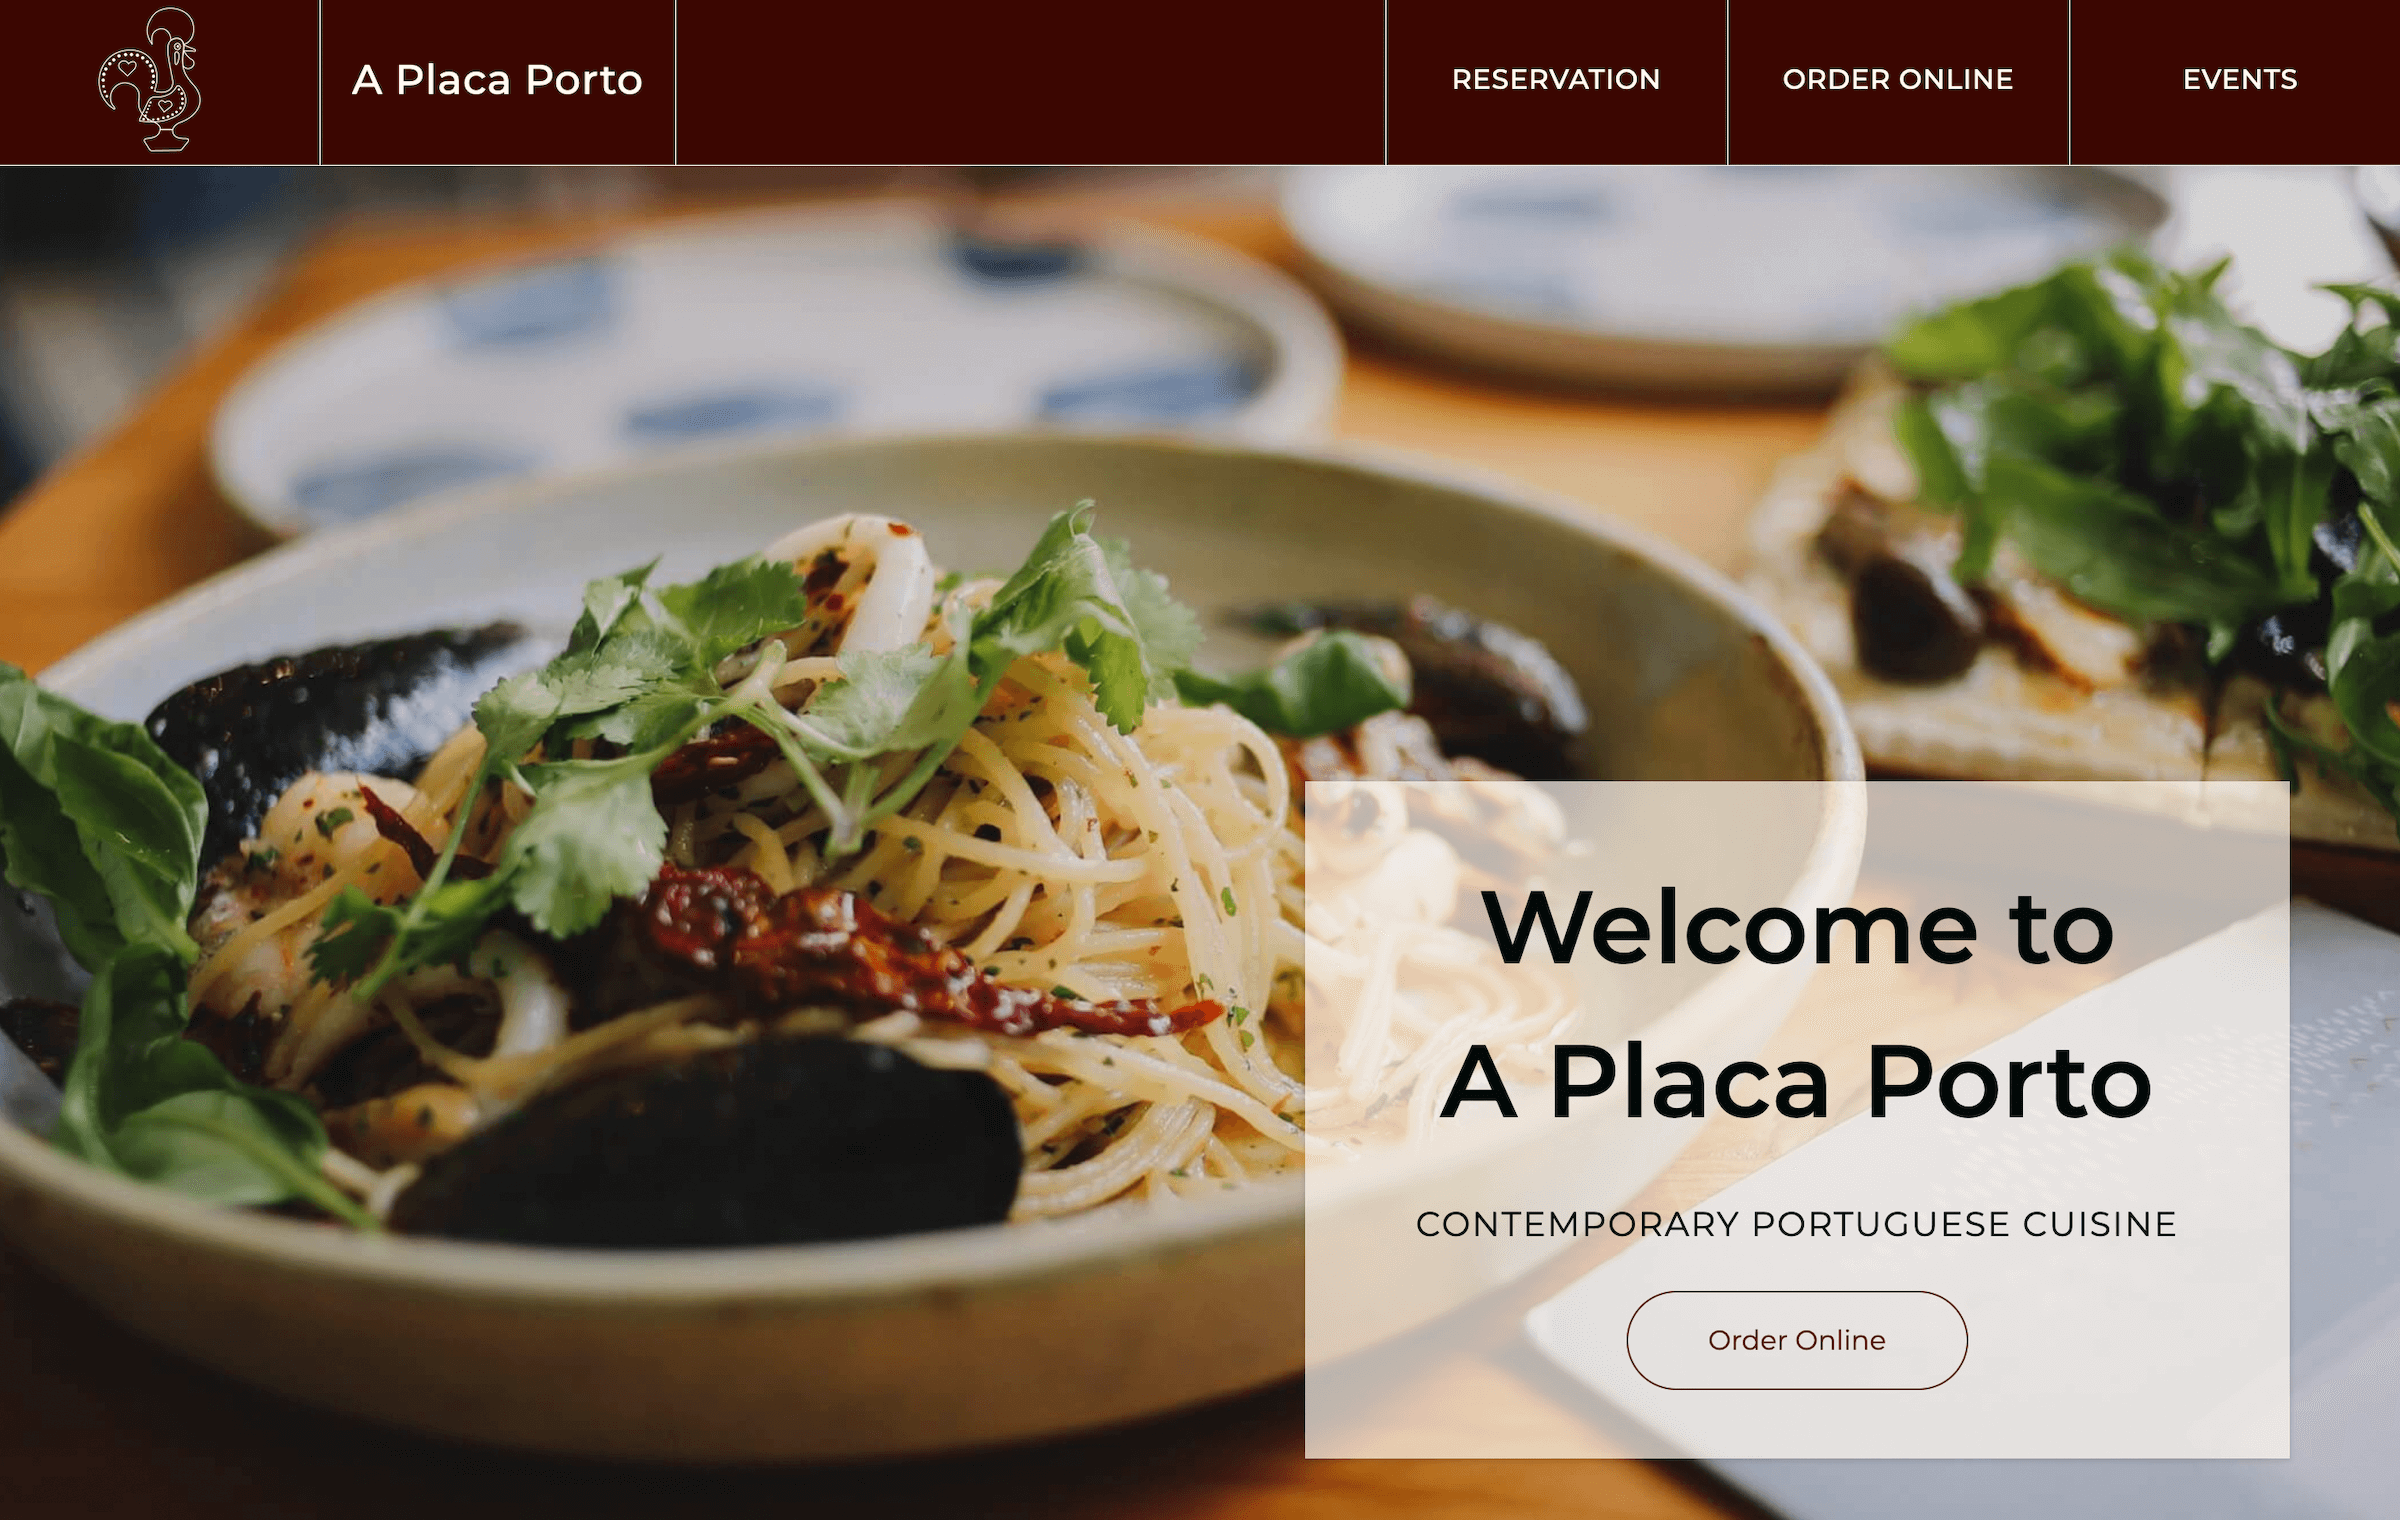 A Placa Porto
RESERVATION
ORDER ONLINE
EVENTS
Welcome to
A Placa Porto
CONTEMPORARY PORTUGUESE CUISINE
Order Online